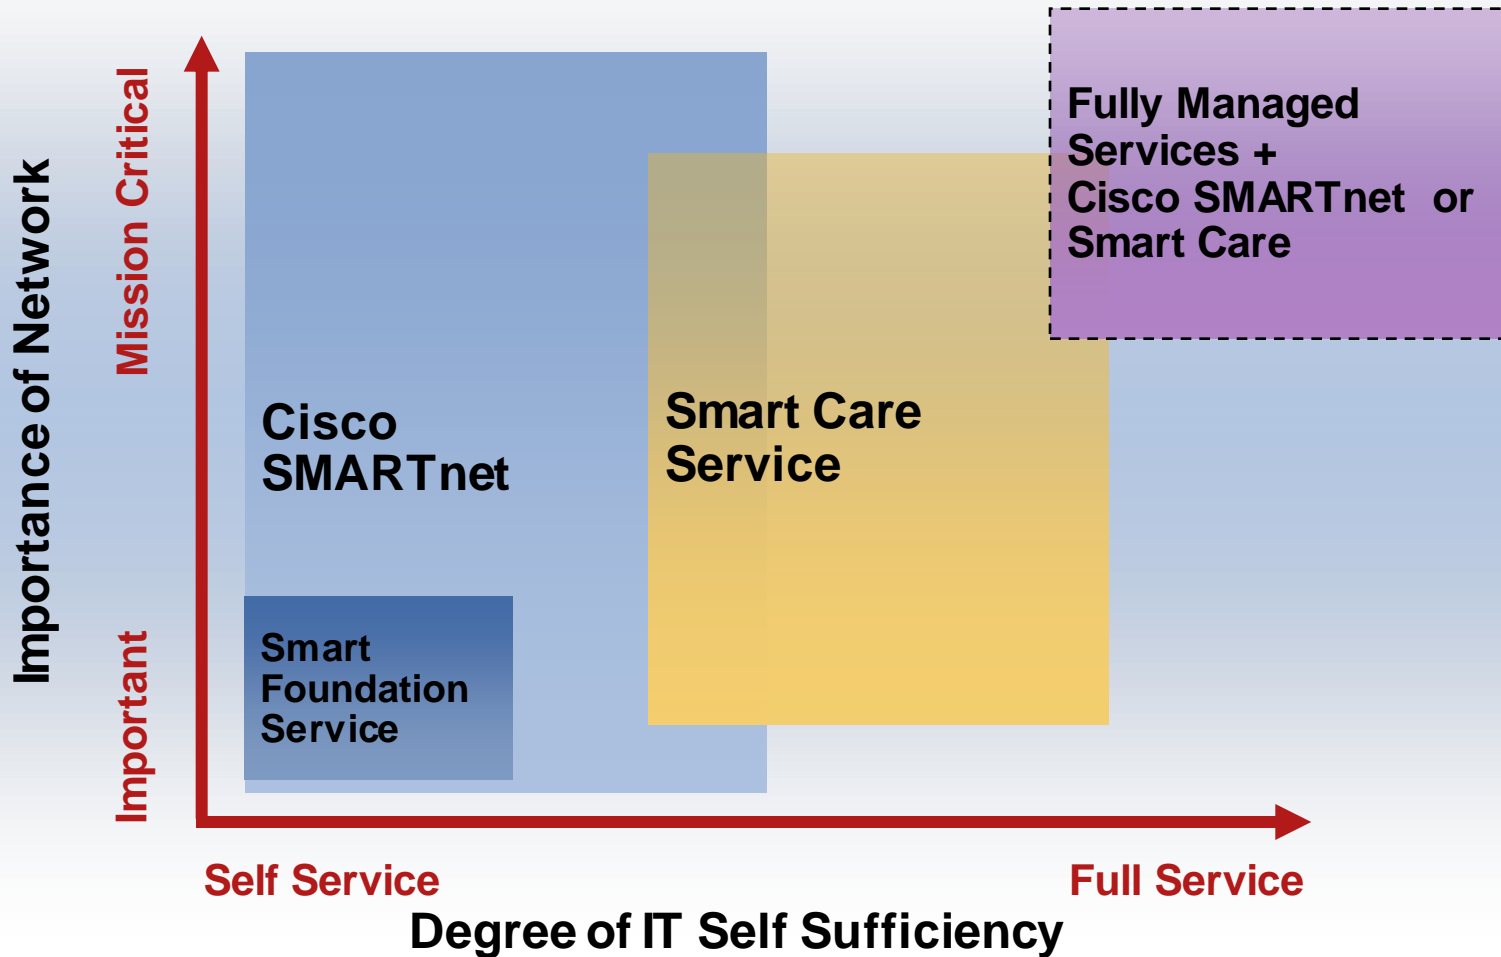 Importance of Network
Mission Critical
Important
Cisco
SMARTnet
Smart
Foundation
Service
Smart Care
Service
Fully Managed
Services +
Cisco SMARTnet or
Smart Care
Self Service
Full Service
Degree of IT Self Sufficiency